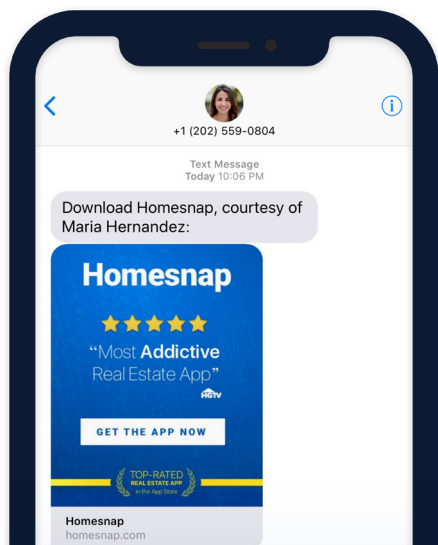 +1 (202) 559-0804
Text Message
Today 10:06 PM
Download Homesnap, courtesy of
Maria Hernandez:
Homesnap
“Most Addictive
Real Estate App”
HGTV
GET THE APP NOW
TOP-RATED
REAL ESTATE APP
in the App Store
Homesnap
homesnap.com